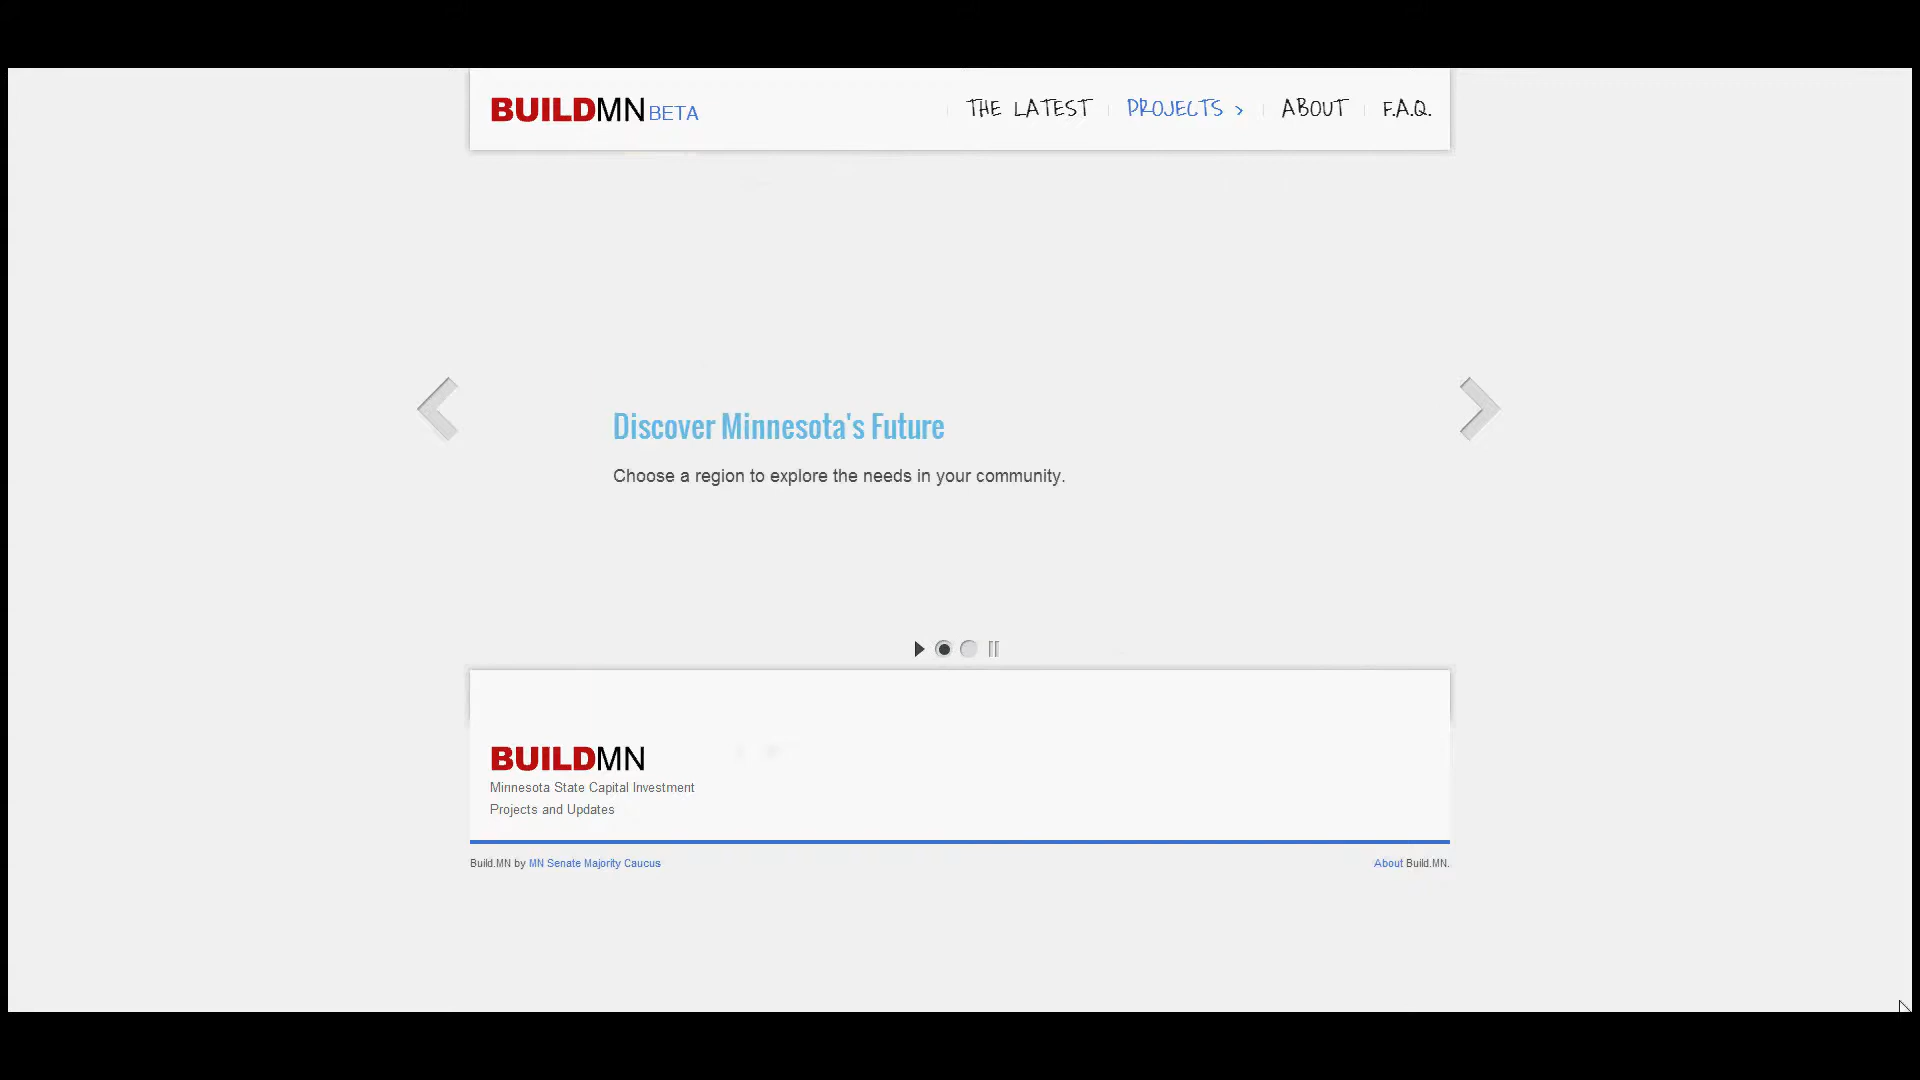 BUILDMN BETA
THE LATEST PROJECTS > ABOUT F.A.Q.
Discover Minnesota's Future
Choose a region to explore the needs in your community.
BUILDMN
Minnesota State Capital Investment
Projects and Updates
Build.MN by MN Senate Majority Caucus
About Build.MN.